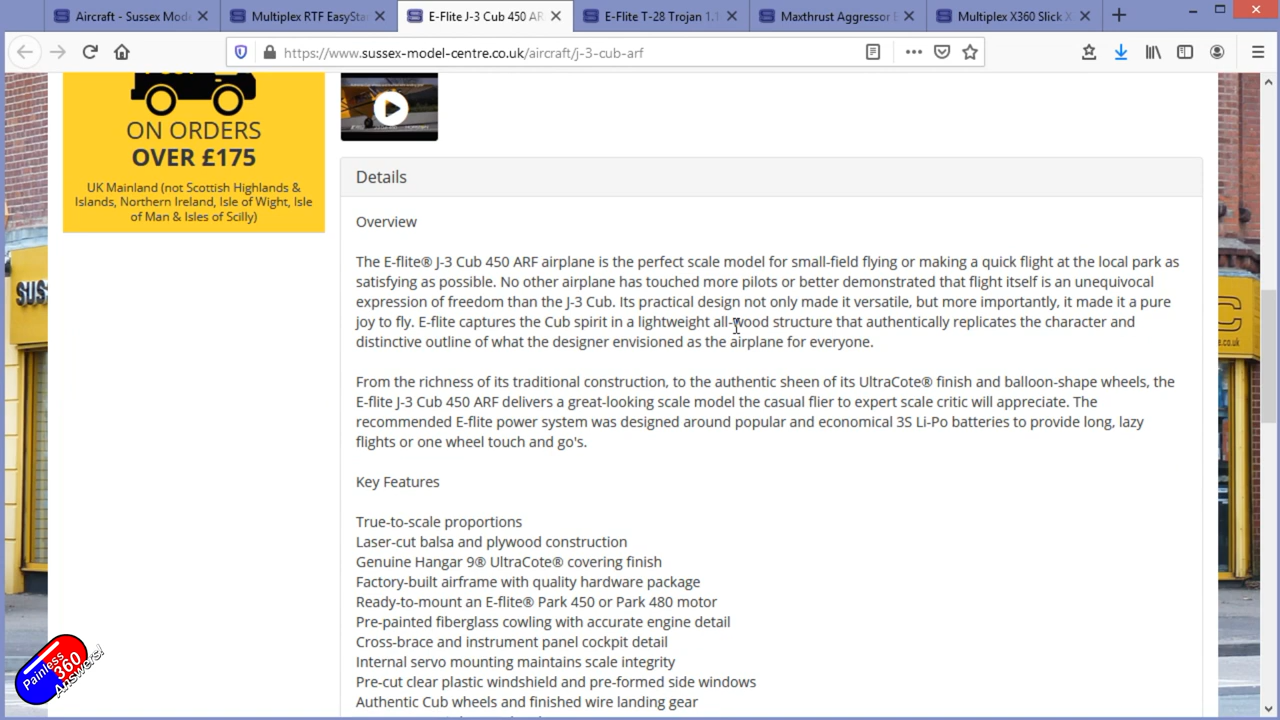 Aircraft - Sussex Mod
Multiplex RTF EasySta
E-Flite J-3 Cub 450 AR
E-Flite T-28 Trojan 1.1
Maxthrust Aggressor
Multiplex X360 Slick X
https://www.sussex-model-centre.co.uk/aircraft/j-3-cub-arf
ON ORDERS
OVER £175
UK Mainland (not Scottish Highlands &
Islands, Northern Ireland, Isle of Wight, Isle
of Man & Isles of Scilly)
SUS
C
e.co.uk
Details
Overview
The E-flite® J-3 Cub 450 ARF airplane is the perfect scale model for small-field flying or making a quick flight at the local park as
satisfying as possible. No other airplane has touched more pilots or better demonstrated that flight itself is an unequivocal
expression of freedom than the J-3 Cub. Its practical design not only made it versatile, but more importantly, it made it a pure
joy to fly. E-flite captures the Cub spirit in a lightweight all-wood structure that authentically replicates the character and
distinctive outline of what the designer envisioned as the airplane for everyone.
From the richness of its traditional construction, to the authentic sheen of its UltraCote® finish and balloon-shape wheels, the
E-flite J-3 Cub 450 ARF delivers a great-looking scale model the casual flier to expert scale critic will appreciate. The
recommended E-flite power system was designed around popular and economical 3S Li-Po batteries to provide long, lazy
flights or one wheel touch and go's.
Key Features
True-to-scale proportions
Laser-cut balsa and plywood construction
Genuine Hangar 9® UltraCote® covering finish
Factory-built airframe with quality hardware package
Ready-to-mount an E-flite® Park 450 or Park 480 motor
Pre-painted fiberglass cowling with accurate engine detail
Cross-brace and instrument panel cockpit detail
Internal servo mounting maintains scale integrity
Pre-cut clear plastic windshield and pre-formed side windows
Authentic Cub wheels and finished wire landing gear
Painless
360
Answers!